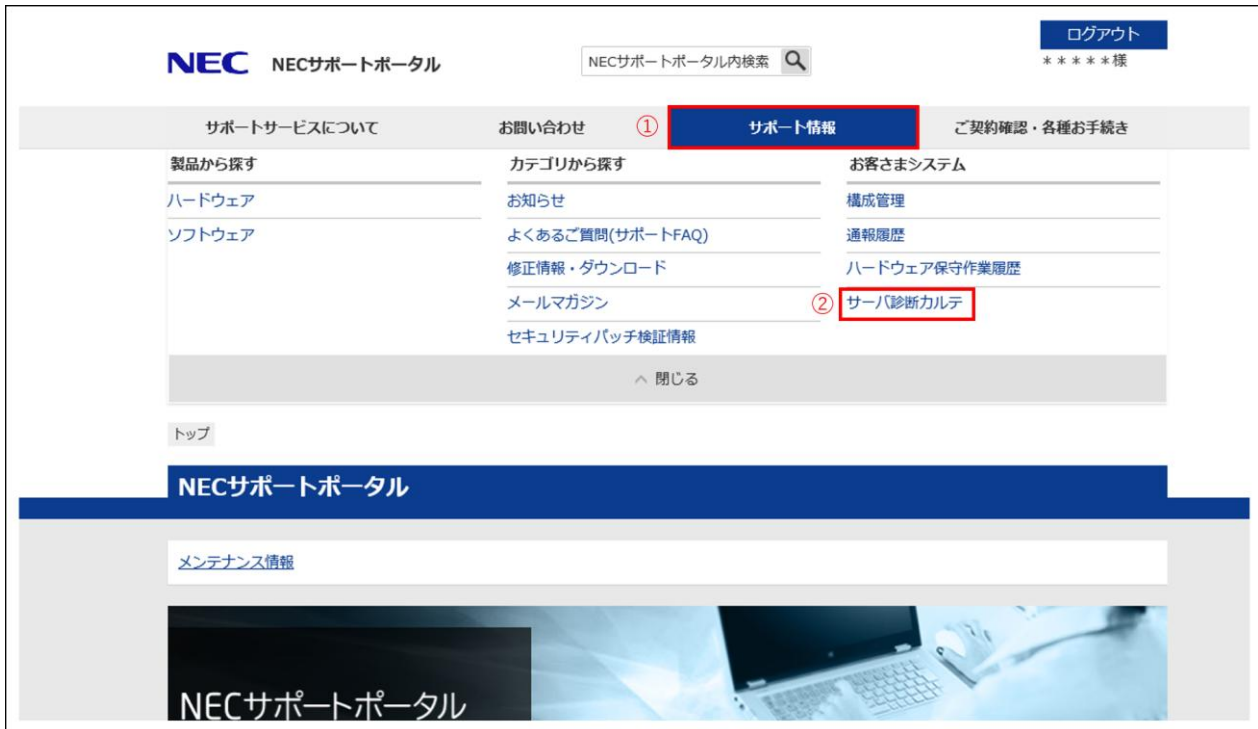 ログアウト
NEC NECサポートポータル
NECサポートポータル内検索
*****様
サポートサービスについて
お問い合わせ
①
サポート情報
ご契約確認・各種お手続き
製品から探す
ハードウェア
ソフトウェア
カテゴリから探す
お知らせ
よくあるご質問(サポートFAQ)
修正情報・ダウンロード
メールマガジン
セキュリティパッチ検証情報
お客さまシステム
構成管理
通報履歴
ハードウェア保守作業履歴
② サーバ診断カルテ
閉じる
トップ
NECサポートポータル
メンテナンス情報
NECサポートポータル